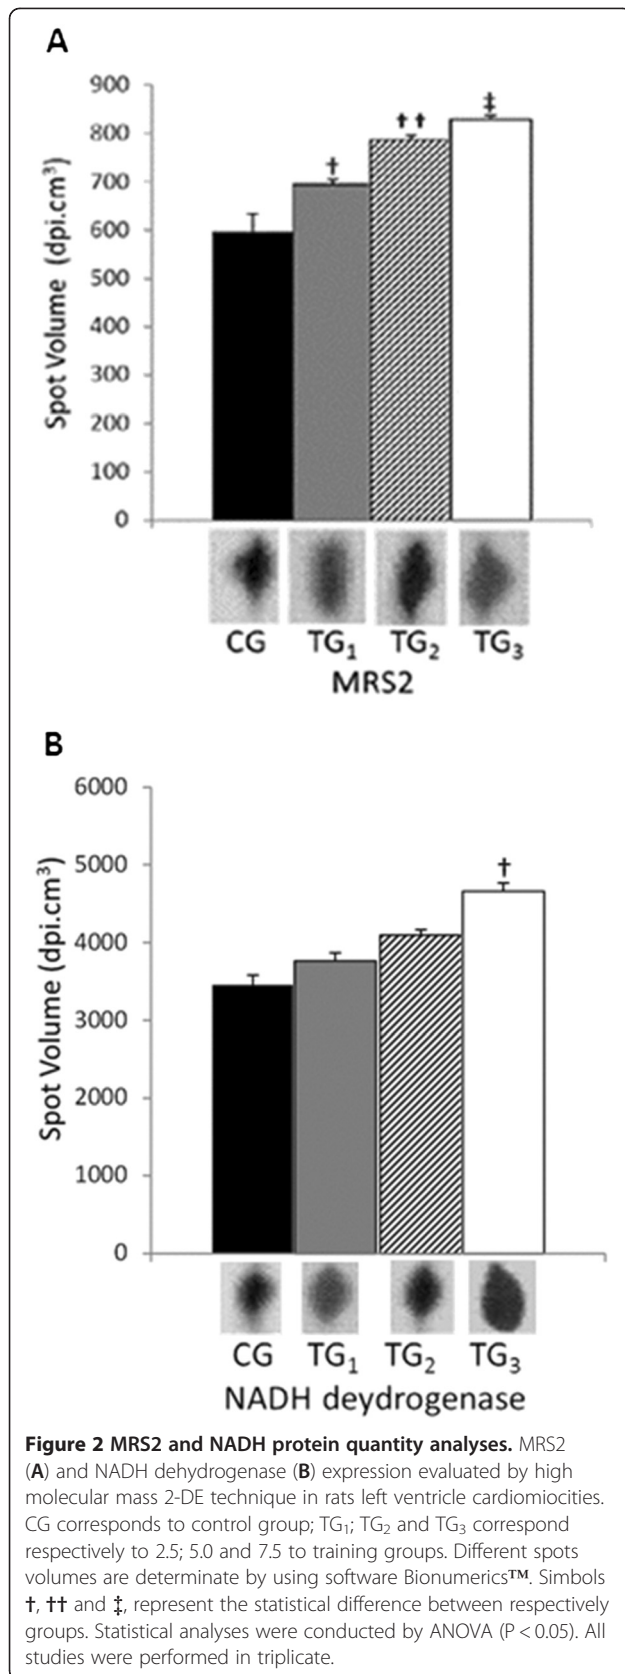 A
Spot Volume (dpi.cm³)
900
800
700
600
500
400
300
200
100
0
†
††
‡
CG TG₁ TG₂ TG₃
MRS2
B
Spot Volume (dpi.cm³)
6000
5000
4000
3000
2000
1000
0
†
CG TG₁ TG₂ TG₃
NADH deydrogenase
Figure 2 MRS2 and NADH protein quantity analyses. MRS2
(A) and NADH dehydrogenase (B) expression evaluated by high
molecular mass 2-DE technique in rats left ventricle cardiomiocities.
CG corresponds to control group; TG₁; TG₂ and TG₃ correspond
respectively to 2.5; 5.0 and 7.5 to training groups. Different spots
volumes are determinate by using software Bionumerics™. Simbols
†, †† and ‡, represent the statistical difference between respectively
groups. Statistical analyses were conducted by ANOVA (P < 0.05). All
studies were performed in triplicate.